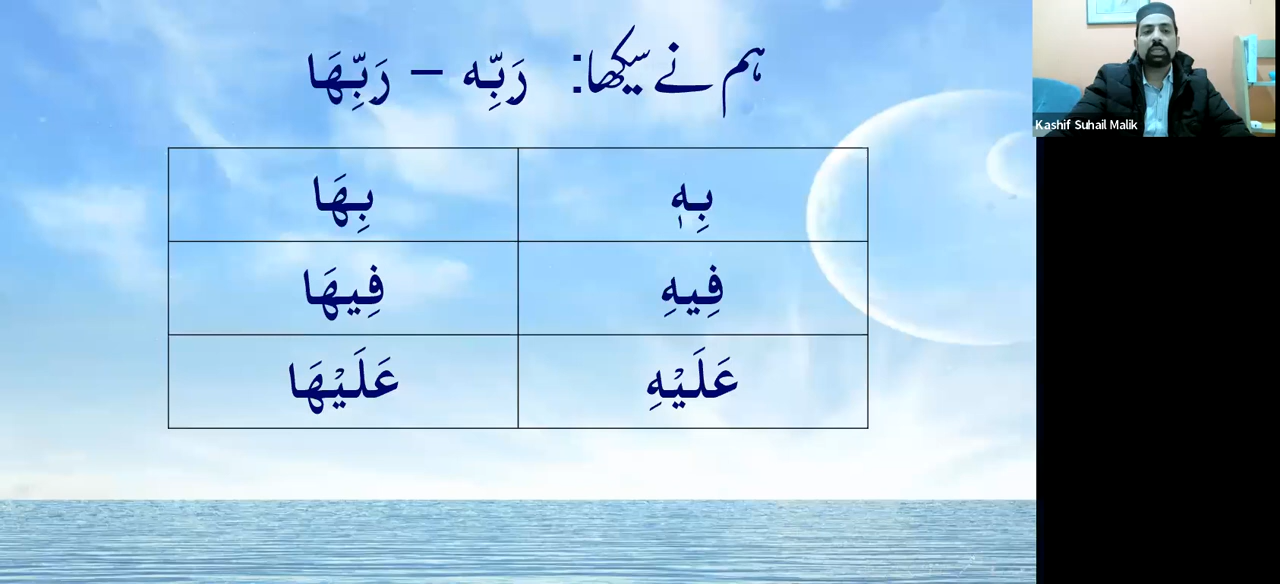 ہم نے سیکھا: رَبِّه – رَبِّهَا
بِهٖ بِهَا
فِيهِ فِيهَا
عَلَيْهِ عَلَيْهَا
Kashif Suhail Malik